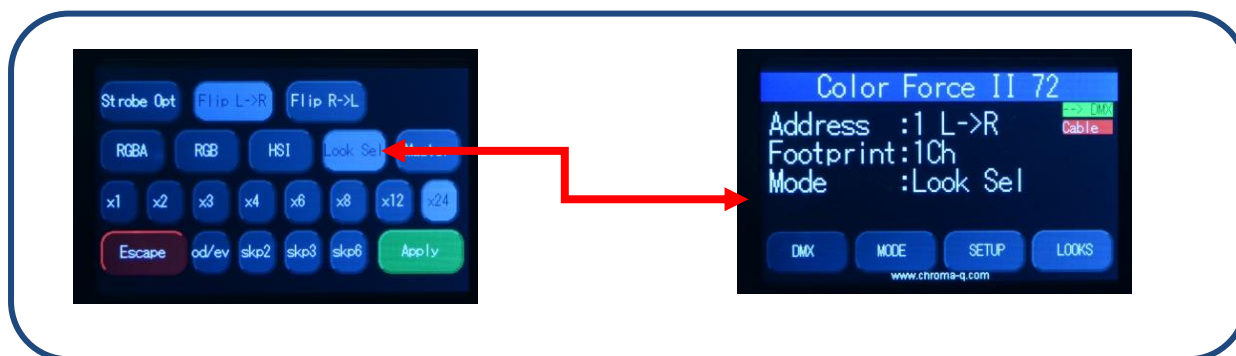 Strobe Opt Flip L->R Flip R->L
RGBA RGB HSI Look Sel Master
x1 x2 x3 x4 x6 x8 x12 x24
Escape od/ev skp2 skp3 skp6 Apply
Color Force II 72
--> DMX
Address :1 L->R
Cable
Footprint:1Ch
Mode :Look Sel
DMX MODE SETUP LOOKS
www.chroma-q.com